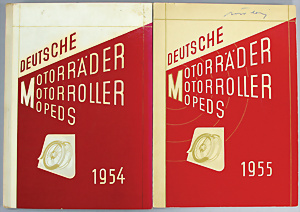 DEUTSCHE
MOTORRÄDER
MOTORROLLER
MOPEDS
1954
DEUTSCHE
MOTORRÄDER
MOTORROLLER
MOPEDS
1955